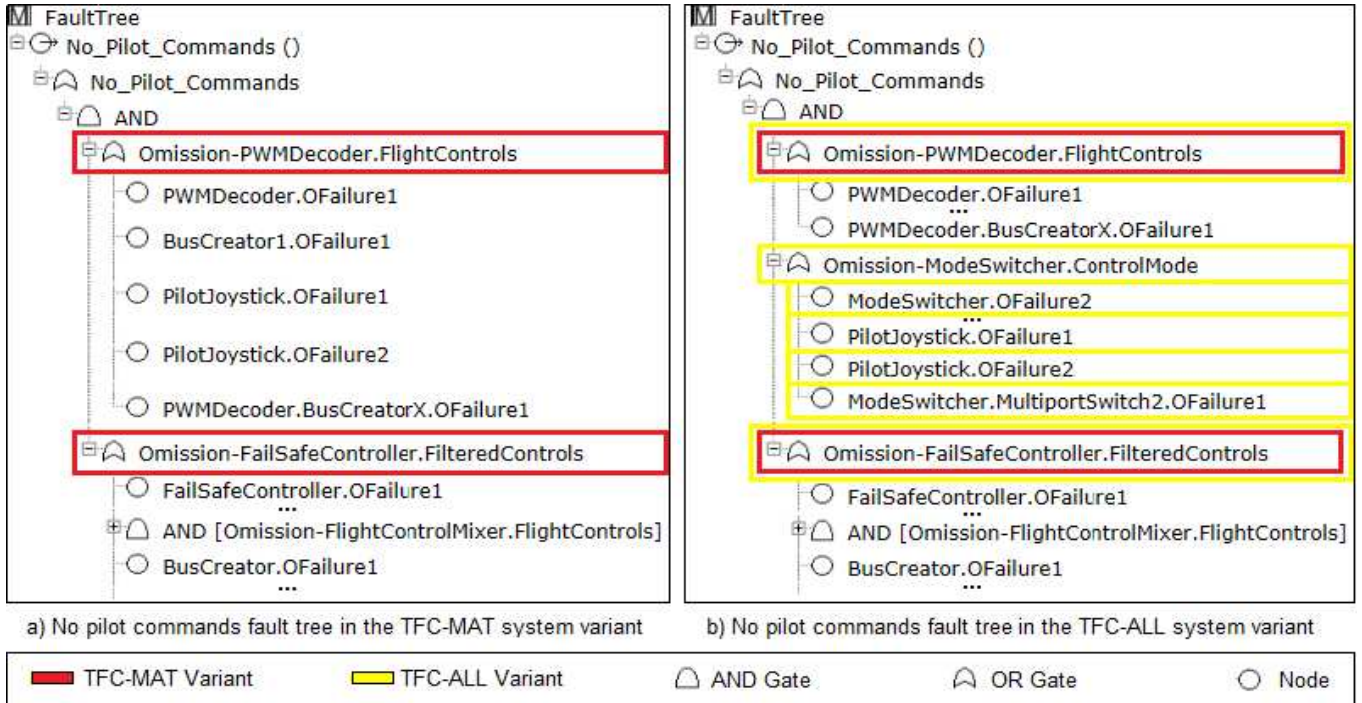 FaultTree
No_Pilot_Commands ()
No_Pilot_Commands
AND
Omission-PWMDecoder.FlightControls
PWMDecoder.OFailure1
BusCreator1.OFailure1
PilotJoystick.OFailure1
PilotJoystick.OFailure2
PWMDecoder.BusCreatorX.OFailure1
Omission-FailSafeController.FilteredControls
FailSafeController.OFailure1
...
AND [Omission-FlightControlMixer.FlightControls]
BusCreator.OFailure1
...
a) No pilot commands fault tree in the TFC-MAT system variant
FaultTree
No_Pilot_Commands ()
No_Pilot_Commands
AND
Omission-PWMDecoder.FlightControls
PWMDecoder.OFailure1
...
PWMDecoder.BusCreatorX.OFailure1
Omission-ModeSwitcher.ControlMode
ModeSwitcher.OFailure2
...
PilotJoystick.OFailure1
PilotJoystick.OFailure2
ModeSwitcher.MultiportSwitch2.OFailure1
Omission-FailSafeController.FilteredControls
FailSafeController.OFailure1
...
AND [Omission-FlightControlMixer.FlightControls]
BusCreator.OFailure1
...
b) No pilot commands fault tree in the TFC-ALL system variant
TFC-MAT Variant TFC-ALL Variant AND Gate OR Gate Node